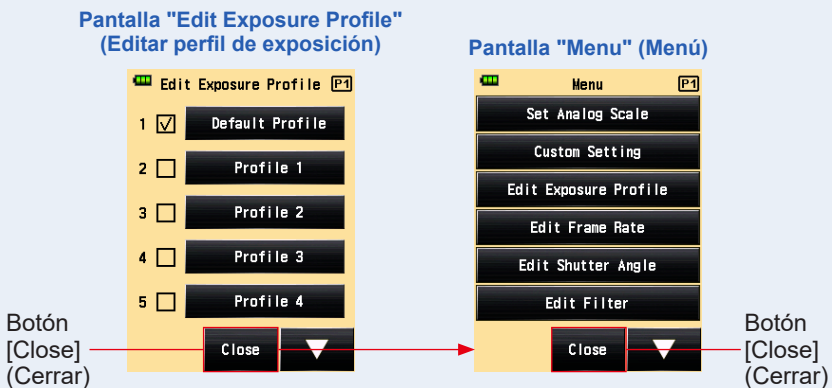 Pantalla "Edit Exposure Profile"
(Editar perfil de exposición)
Edit Exposure Profile P1
1 Default Profile
2 Profile 1
3 Profile 2
4 Profile 3
5 Profile 4
Close
Botón
[Close]
(Cerrar)
Pantalla "Menu" (Menú)
Menu P1
Set Analog Scale
Custom Setting
Edit Exposure Profile
Edit Frame Rate
Edit Shutter Angle
Edit Filter
Close
Botón
[Close]
(Cerrar)